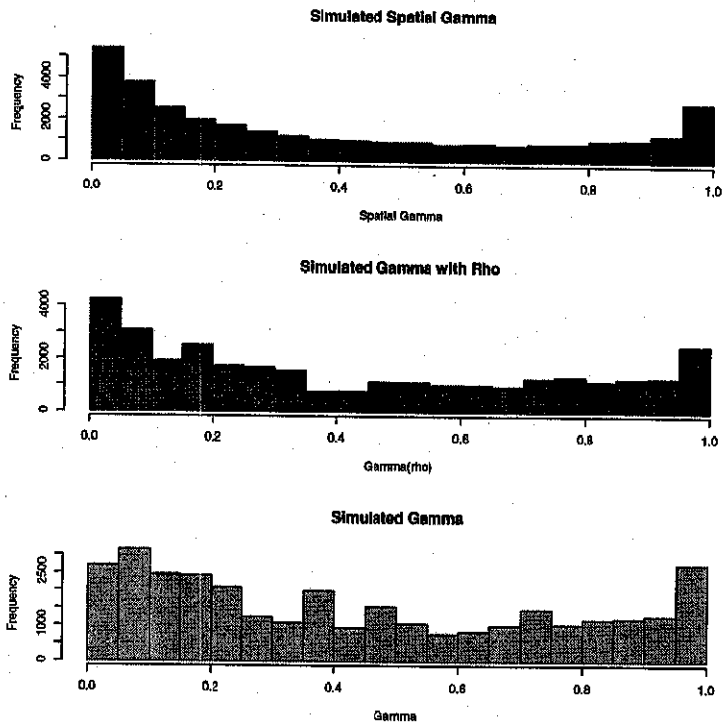 Simulated Spatial Gamma
Frequency
0 2000 4000
0.0 0.2 0.4 0.6 0.8 1.0
Spatial Gamma
Simulated Gamma with Rho
Frequency
0 2000 4000
0.0 0.2 0.4 0.6 0.8 1.0
Gamma(rho)
Simulated Gamma
Frequency
0 1000 2500
0.0 0.2 0.4 0.6 0.8 1.0
Gamma